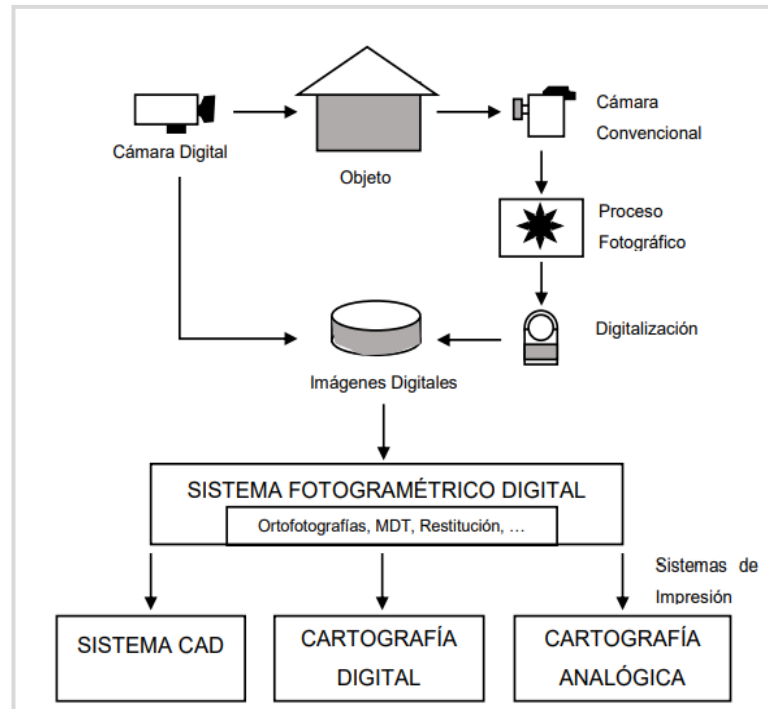 Cámara Digital
Objeto
Cámara
Convencional
Proceso
Fotográfico
Digitalización
Imágenes Digitales
SISTEMA FOTOGRAMÉTRICO DIGITAL
Ortofotografías, MDT, Restitución, …
Sistemas de
Impresión
SISTEMA CAD
CARTOGRAFÍA
DIGITAL
CARTOGRAFÍA
ANALÓGICA